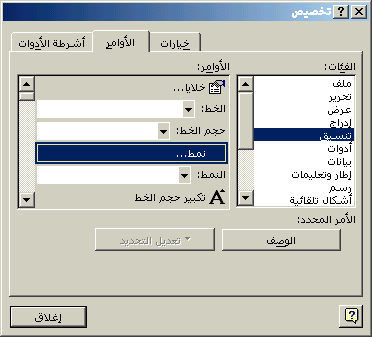 تخصيص
أشرطة الأدوات
الأوامر
خيارات
الفئات:
ملف
تحرير
عرض
إدراج
تنسيق
أدوات
بيانات
إطار وتعليمات
رسم
أشكال تلقائية
الأوامر:
خلايا...
الخط:
حجم الخط:
نمط...
النمط:
تكبير حجم الخط
الأمر المحدد:
الوصف
تعديل التحديد
إغلاق